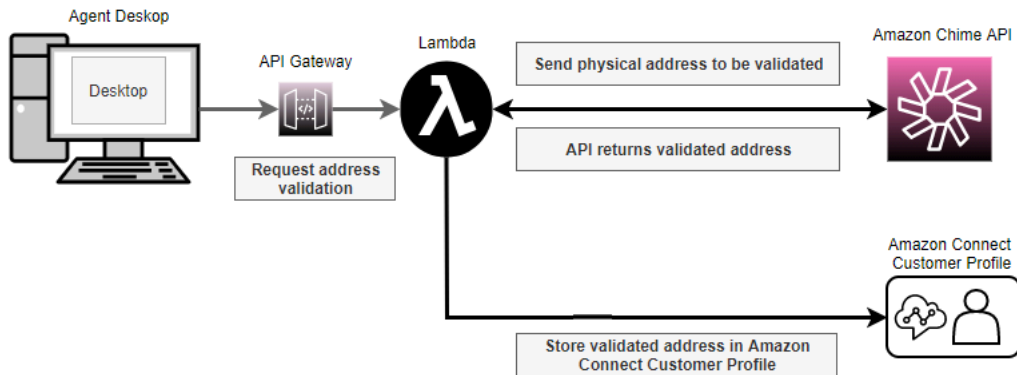 Agent Deskop
Desktop
API Gateway
Request address
validation
Lambda
Send physical address to be validated
API returns validated address
Amazon Chime API
Amazon Connect
Customer Profile
Store validated address in Amazon
Connect Customer Profile